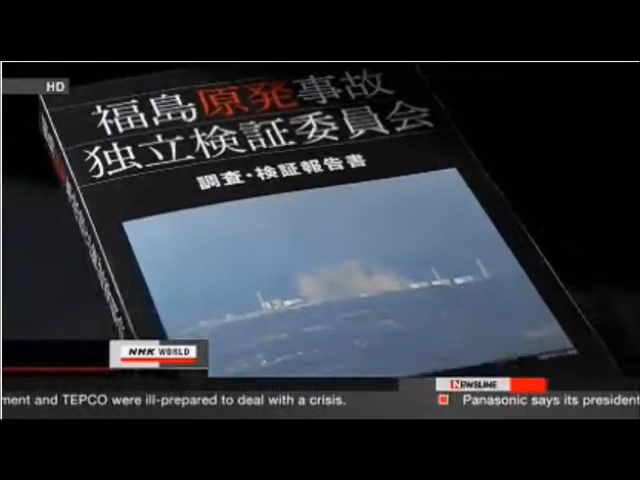 HD
福島原発事故
独立検証委員会
調査・検証報告書
NHK WORLD
NEWSLINE
ment and TEPCO were ill-prepared to deal with a crisis.
Panasonic says its president